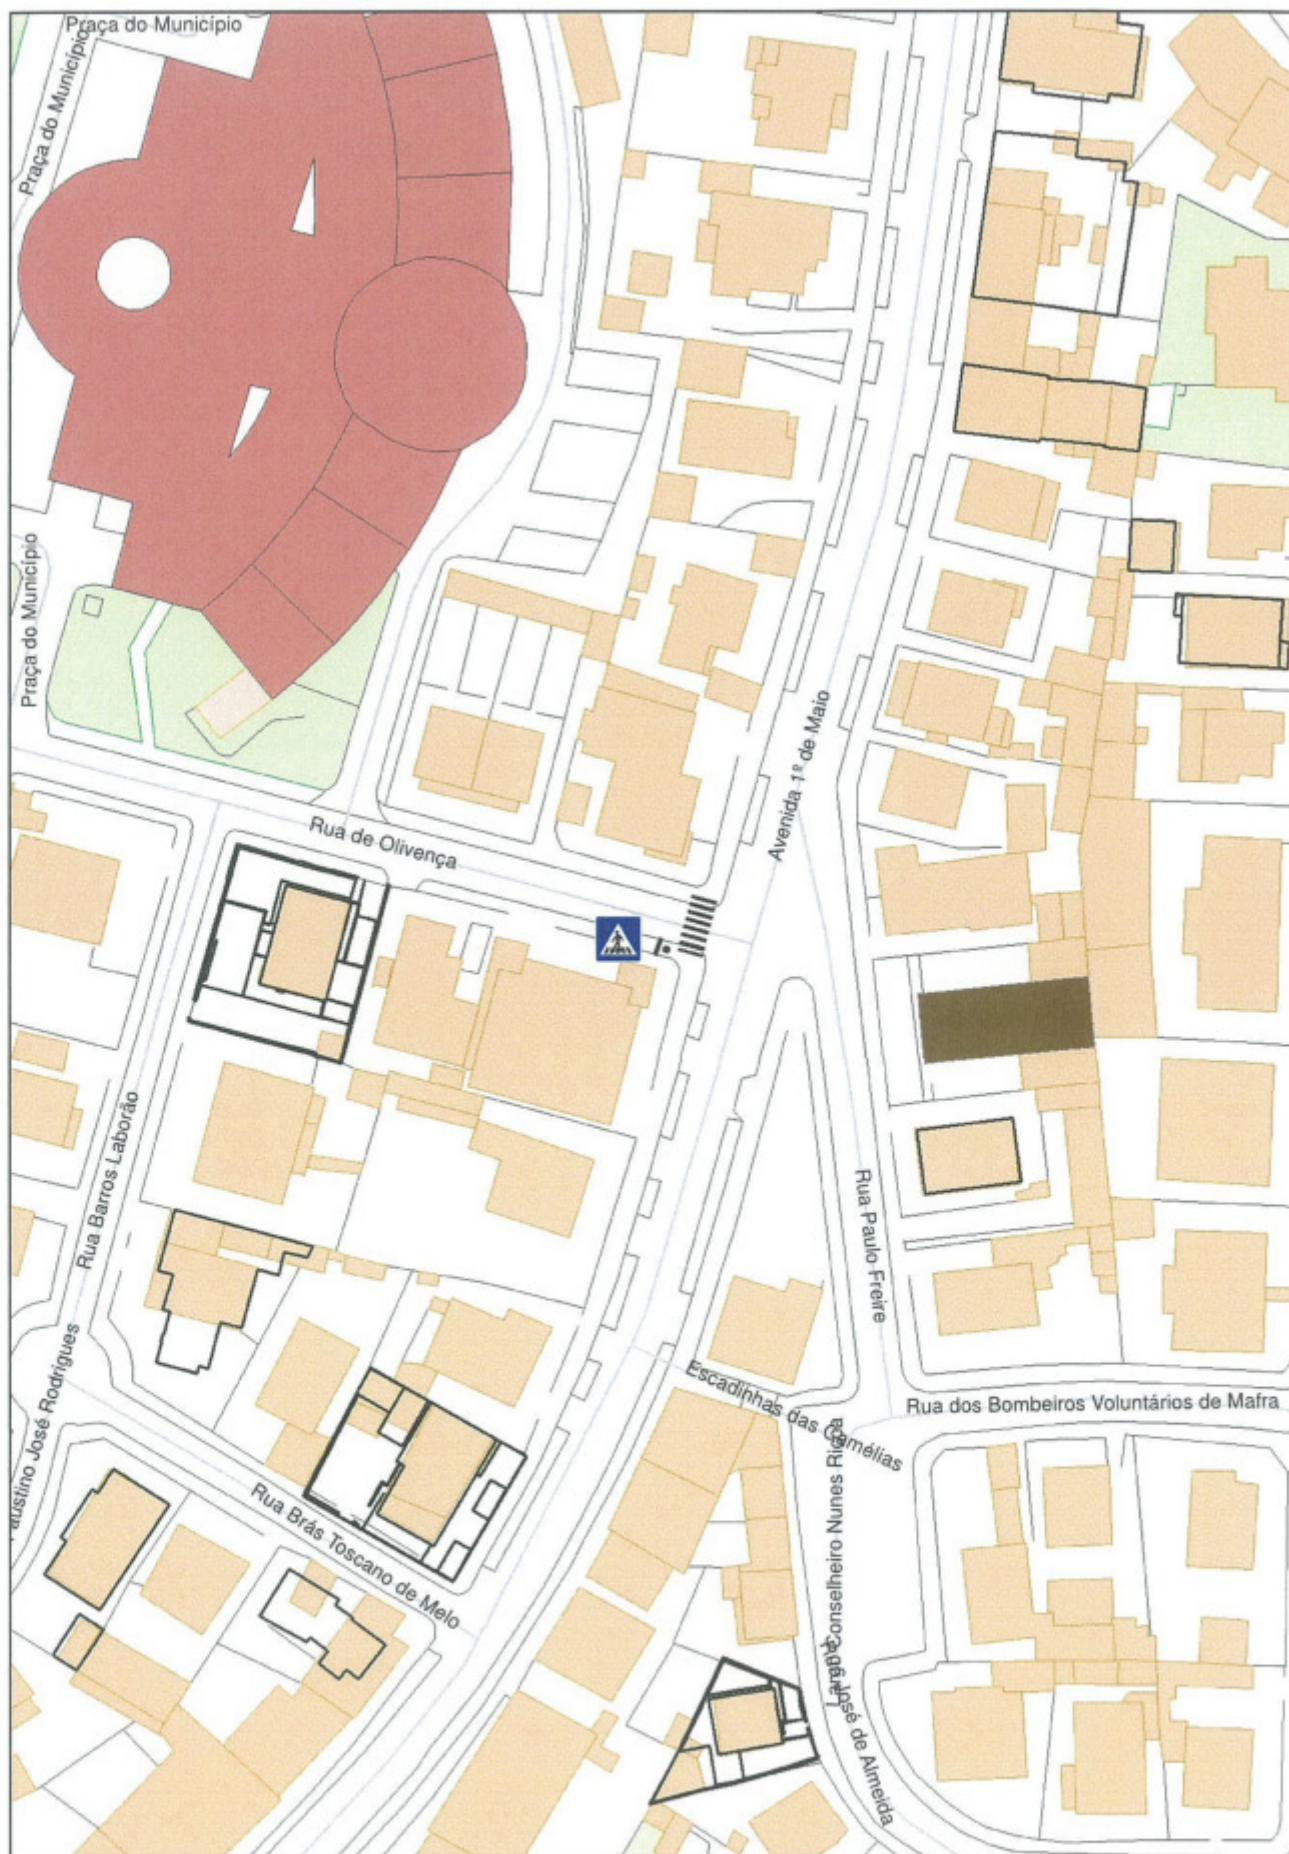 Praça do Município
Praça do Município
Praça do Município
Avenida 1º de Maio
Rua de Olivença
Rua Barros Laborão
Rua Paulo Freire
Escadinhas das Camélias
Rua dos Bombeiros Voluntários de Mafra
austino José Rodrigues
Rua Brás Toscano de Melo
Conselheiro Nunes Rica
José de Almeida